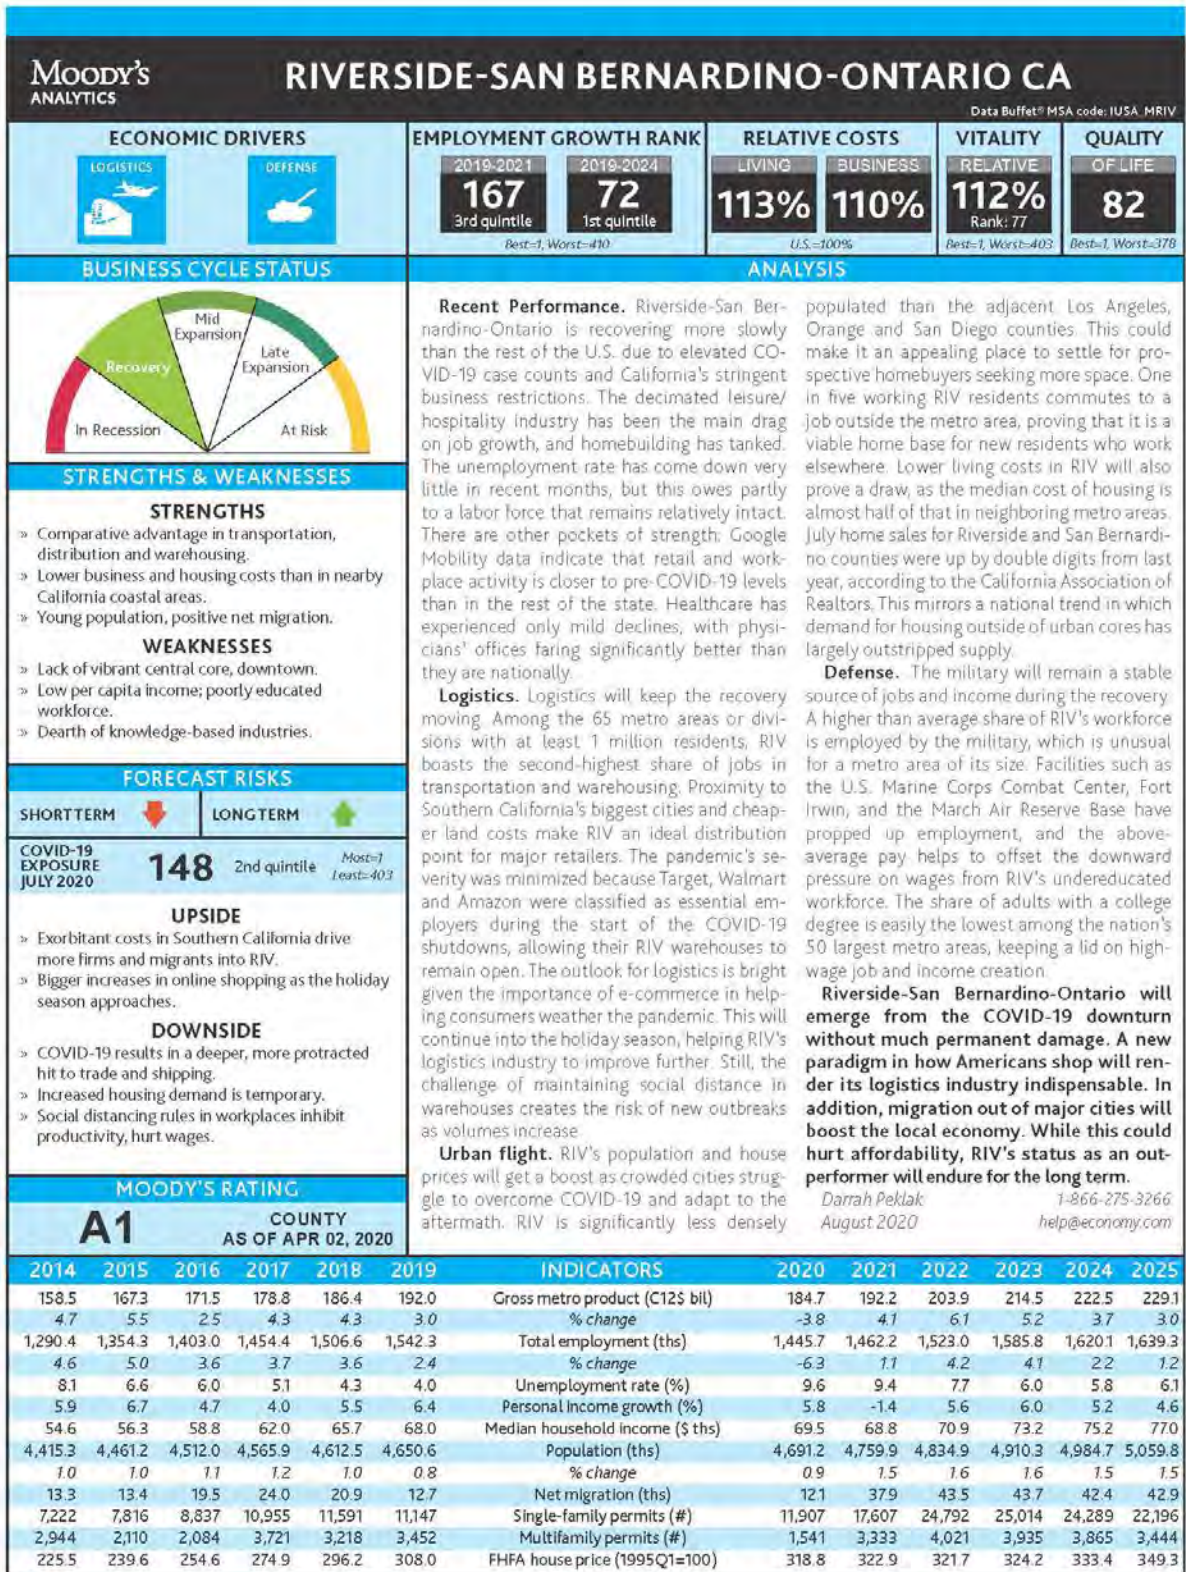 MOODY'S
ANALYTICS
RIVERSIDE-SAN BERNARDINO-ONTARIO CA
Data Buffet® MSA code: IUSA_MRIV
ECONOMIC DRIVERS
LOGISTICS
DEFENSE
EMPLOYMENT GROWTH RANK
2019-2021 2019-2024
167 72
3rd quintile 1st quintile
Best=1, Worst=410
RELATIVE COSTS
LIVING BUSINESS
113% 110%
U.S.=100%
VITALITY
RELATIVE
112%
Rank: 77
Best=1, Worst=403
QUALITY
OF LIFE
82
Best=1, Worst=378
BUSINESS CYCLE STATUS
In Recession
Recovery
Mid
Expansion
Late
Expansion
At Risk
STRENGTHS & WEAKNESSES
STRENGTHS
» Comparative advantage in transportation,
distribution and warehousing.
» Lower business and housing costs than in nearby
California coastal areas.
» Young population, positive net migration.
WEAKNESSES
» Lack of vibrant central core, downtown.
» Low per capita income; poorly educated
workforce.
» Dearth of knowledge-based industries.
FORECAST RISKS
SHORT TERM LONG TERM
COVID-19
EXPOSURE
JULY 2020
148 2nd quintile
Most=1
Least=403
UPSIDE
» Exorbitant costs in Southern California drive
more firms and migrants into RIV.
» Bigger increases in online shopping as the holiday
season approaches.
DOWNSIDE
» COVID-19 results in a deeper, more protracted
hit to trade and shipping.
» Increased housing demand is temporary.
» Social distancing rules in workplaces inhibit
productivity, hurt wages.
MOODY'S RATING
A1
COUNTY
AS OF APR 02, 2020
ANALYSIS
Recent Performance. Riverside-San Ber-
nardino-Ontario is recovering more slowly
than the rest of the U.S. due to elevated CO-
VID-19 case counts and California's stringent
business restrictions. The decimated leisure/
hospitality industry has been the main drag
on job growth, and homebuilding has tanked.
The unemployment rate has come down very
little in recent months, but this owes partly
to a labor force that remains relatively intact.
There are other pockets of strength: Google
Mobility data indicate that retail and work-
place activity is closer to pre-COVID-19 levels
than in the rest of the state. Healthcare has
experienced only mild declines, with physi-
cians' offices faring significantly better than
they are nationally.
Logistics. Logistics will keep the recovery
moving. Among the 65 metro areas or divi-
sions with at least 1 million residents, RIV
boasts the second-highest share of jobs in
transportation and warehousing. Proximity to
Southern California's biggest cities and cheap-
er land costs make RIV an ideal distribution
point for major retailers. The pandemic's se-
verity was minimized because Target, Walmart
and Amazon were classified as essential em-
ployers during the start of the COVID-19
shutdowns, allowing their RIV warehouses to
remain open. The outlook for logistics is bright
given the importance of e-commerce in help-
ing consumers weather the pandemic. This will
continue into the holiday season, helping RIV's
logistics industry to improve further. Still, the
challenge of maintaining social distance in
warehouses creates the risk of new outbreaks
as volumes increase.
Urban flight. RIV's population and house
prices will get a boost as crowded cities strug-
gle to overcome COVID-19 and adapt to the
aftermath. RIV is significantly less densely
populated than the adjacent Los Angeles,
Orange and San Diego counties. This could
make it an appealing place to settle for pro-
spective homebuyers seeking more space. One
in five working RIV residents commutes to a
job outside the metro area, proving that it is a
viable home base for new residents who work
elsewhere. Lower living costs in RIV will also
prove a draw, as the median cost of housing is
almost half of that in neighboring metro areas.
July home sales for Riverside and San Bernardi-
no counties were up by double digits from last
year, according to the California Association of
Realtors. This mirrors a national trend in which
demand for housing outside of urban cores has
largely outstripped supply.
Defense. The military will remain a stable
source of jobs and income during the recovery.
A higher than average share of RIV's workforce
is employed by the military, which is unusual
for a metro area of its size. Facilities such as
the U.S. Marine Corps Combat Center, Fort
Irwin, and the March Air Reserve Base have
propped up employment, and the above-
average pay helps to offset the downward
pressure on wages from RIV's undereducated
workforce. The share of adults with a college
degree is easily the lowest among the nation's
50 largest metro areas, keeping a lid on high-
wage job and income creation.
Riverside-San Bernardino-Ontario will
emerge from the COVID-19 downturn
without much permanent damage. A new
paradigm in how Americans shop will ren-
der its logistics industry indispensable. In
addition, migration out of major cities will
boost the local economy. While this could
hurt affordability, RIV's status as an out-
performer will endure for the long term.
Darrah Peklak 1-866-275-3266
August 2020 help@economy.com
2014 2015 2016 2017 2018 2019 INDICATORS 2020 2021 2022 2023 2024 2025
158.5 167.3 171.5 178.8 186.4 192.0 Gross metro product (C12$ bil) 184.7 192.2 203.9 214.5 222.5 229.1
4.7 5.5 2.5 4.3 4.3 3.0 % change -3.8 4.1 6.1 5.2 3.7 3.0
1,290.4 1,354.3 1,403.0 1,454.4 1,506.6 1,542.3 Total employment (ths) 1,445.7 1,462.2 1,523.0 1,585.8 1,620.1 1,639.3
4.6 5.0 3.6 3.7 3.6 2.4 % change -6.3 1.1 4.2 4.1 2.2 1.2
8.1 6.6 6.0 5.1 4.3 4.0 Unemployment rate (%) 9.6 9.4 7.7 6.0 5.8 6.1
5.9 6.7 4.7 4.0 5.5 6.4 Personal income growth (%) 5.8 -1.4 5.6 6.0 5.2 4.6
54.6 56.3 58.8 62.0 65.7 68.0 Median household income ($ ths) 69.5 68.8 70.9 73.2 75.2 77.0
4,415.3 4,461.2 4,512.0 4,565.9 4,612.5 4,650.6 Population (ths) 4,691.2 4,759.9 4,834.9 4,910.3 4,984.7 5,059.8
1.0 1.0 1.1 1.2 1.0 0.8 % change 0.9 1.5 1.6 1.6 1.5 1.5
13.3 13.4 19.5 24.0 20.9 12.7 Net migration (ths) 12.1 37.9 43.5 43.7 42.4 42.9
7,222 7,816 8,837 10,955 11,591 11,147 Single-family permits (#) 11,907 17,607 24,792 25,014 24,289 22,196
2,944 2,110 2,084 3,721 3,218 3,452 Multifamily permits (#) 1,541 3,333 4,021 3,935 3,865 3,444
225.5 239.6 254.6 274.9 296.2 308.0 FHFA house price (1995Q1=100) 318.8 322.9 321.7 324.2 333.4 349.3